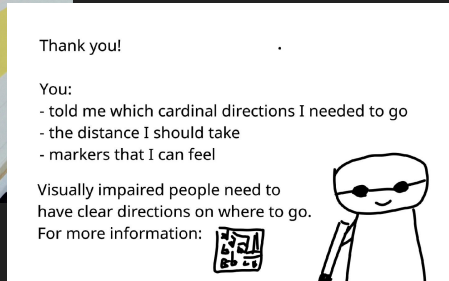 Thank you!
You:
- told me which cardinal directions I needed to go
- the distance I should take
- markers that I can feel
Visually impaired people need to
have clear directions on where to go.
For more information: